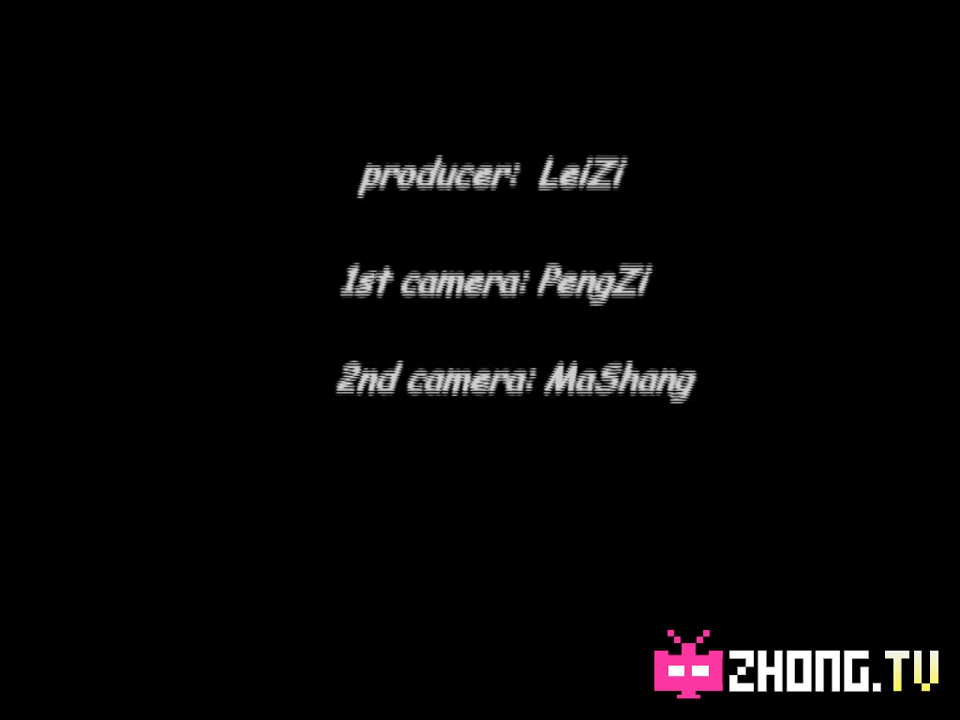 producer: LeiZi
1st camera: PengZi
2nd camera: MaShang
ZHONG.TV